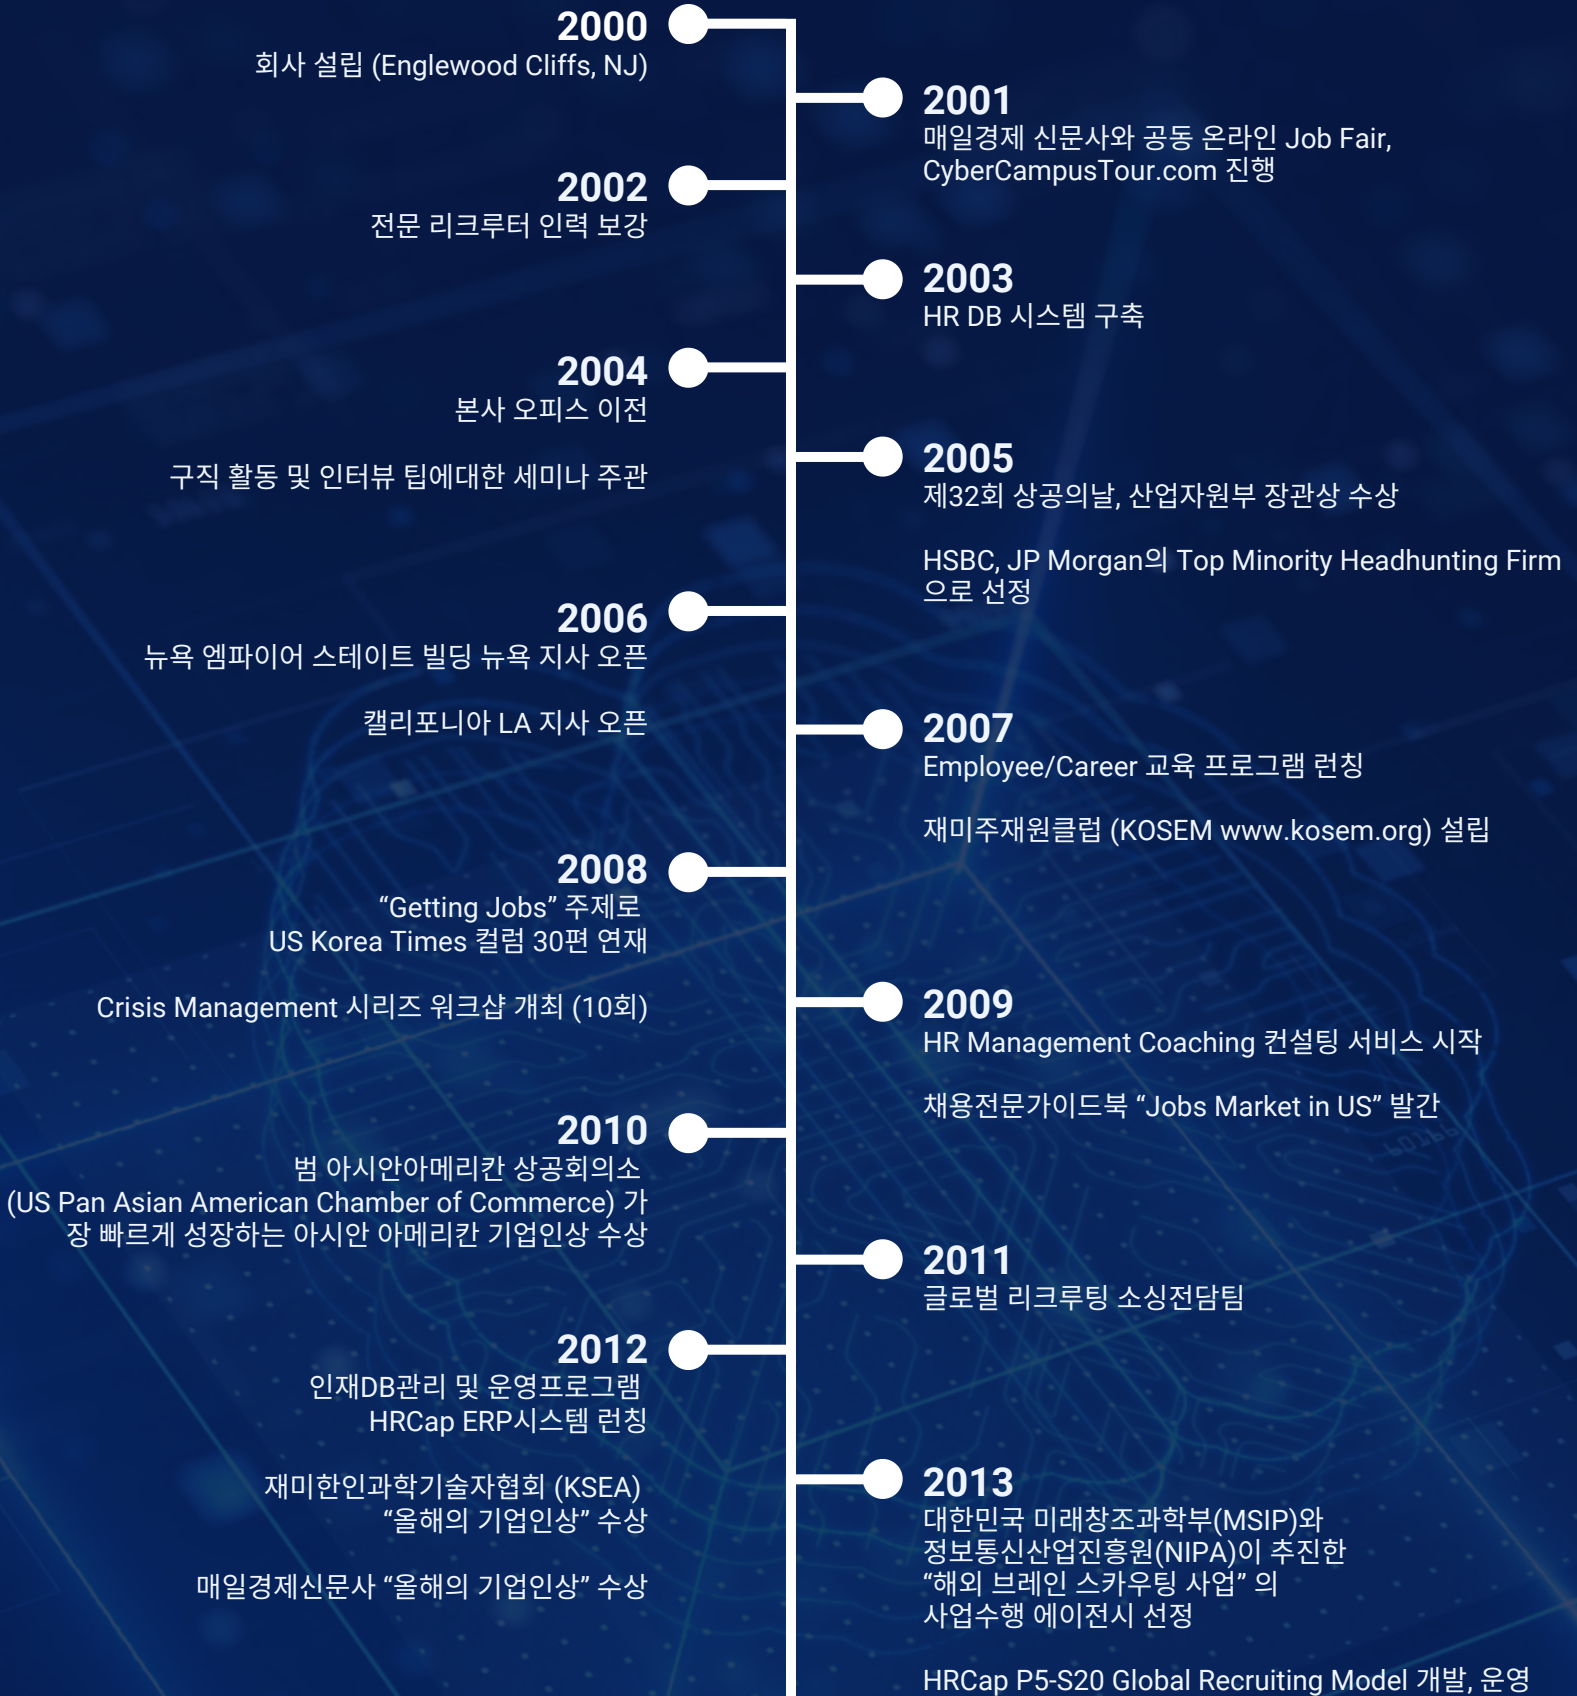 2000
회사 설립 (Englewood Cliffs, NJ)
2001
매일경제 신문사와 공동 온라인 Job Fair,
CyberCampusTour.com 진행
2002
전문 리크루터 인력 보강
2003
HR DB 시스템 구축
2004
본사 오피스 이전
구직 활동 및 인터뷰 팁에대한 세미나 주관
2005
제32회 상공의날, 산업자원부 장관상 수상
HSBC, JP Morgan의 Top Minority Headhunting Firm
으로 선정
2006
뉴욕 엠파이어 스테이트 빌딩 뉴욕 지사 오픈
캘리포니아 LA 지사 오픈
2007
Employee/Career 교육 프로그램 런칭
재미주재원클럽 (KOSEM www.kosem.org) 설립
2008
“Getting Jobs” 주제로
US Korea Times 컬럼 30편 연재
Crisis Management 시리즈 워크샵 개최 (10회)
2009
HR Management Coaching 컨설팅 서비스 시작
채용전문가이드북 “Jobs Market in US” 발간
2010
범 아시안아메리칸 상공회의소
(US Pan Asian American Chamber of Commerce) 가
장 빠르게 성장하는 아시안 아메리칸 기업인상 수상
2011
글로벌 리크루팅 소싱전담팀
2012
인재DB관리 및 운영프로그램
HRCap ERP시스템 런칭
재미한인과학기술자협회 (KSEA)
“올해의 기업인상” 수상
매일경제신문사 “올해의 기업인상” 수상
2013
대한민국 미래창조과학부(MSIP)와
정보통신산업진흥원(NIPA)이 추진한
“해외 브레인 스카우팅 사업” 의
사업수행 에이전시 선정
HRCap P5-S20 Global Recruiting Model 개발, 운영